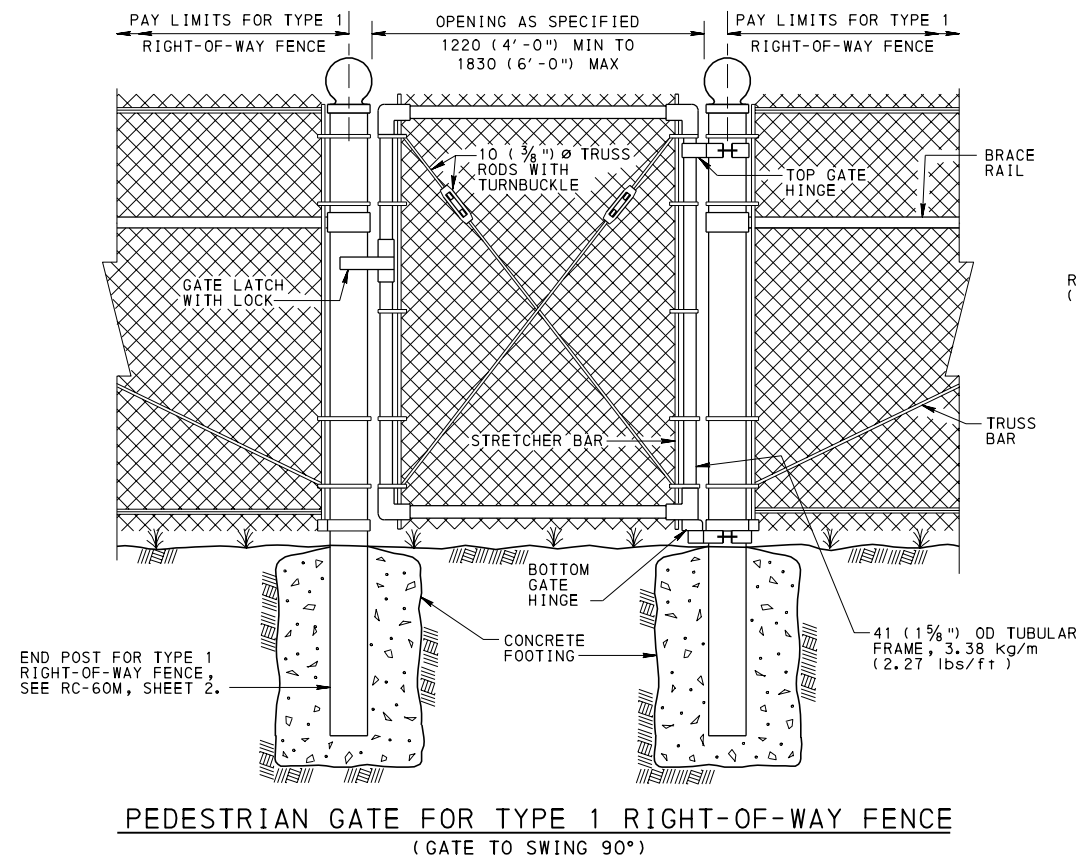 PAY LIMITS FOR TYPE 1
RIGHT-OF-WAY FENCE
OPENING AS SPECIFIED
1220 (4'-0") MIN TO
1830 (6'-0") MAX
PAY LIMITS FOR TYPE 1
RIGHT-OF-WAY FENCE
10 (3/8") Ø TRUSS
RODS WITH
TURNBUCKLE
TOP GATE
HINGE
BRACE
RAIL
GATE LATCH
WITH LOCK
R
(
STRETCHER BAR
TRUSS
BAR
BOTTOM
GATE
HINGE
CONCRETE
FOOTING
41 (1 5/8") OD TUBULAR
FRAME, 3.38 kg/m
(2.27 lbs/ft)
END POST FOR TYPE 1
RIGHT-OF-WAY FENCE,
SEE RC-60M, SHEET 2.
PEDESTRIAN GATE FOR TYPE 1 RIGHT-OF-WAY FENCE
(GATE TO SWING 90°)